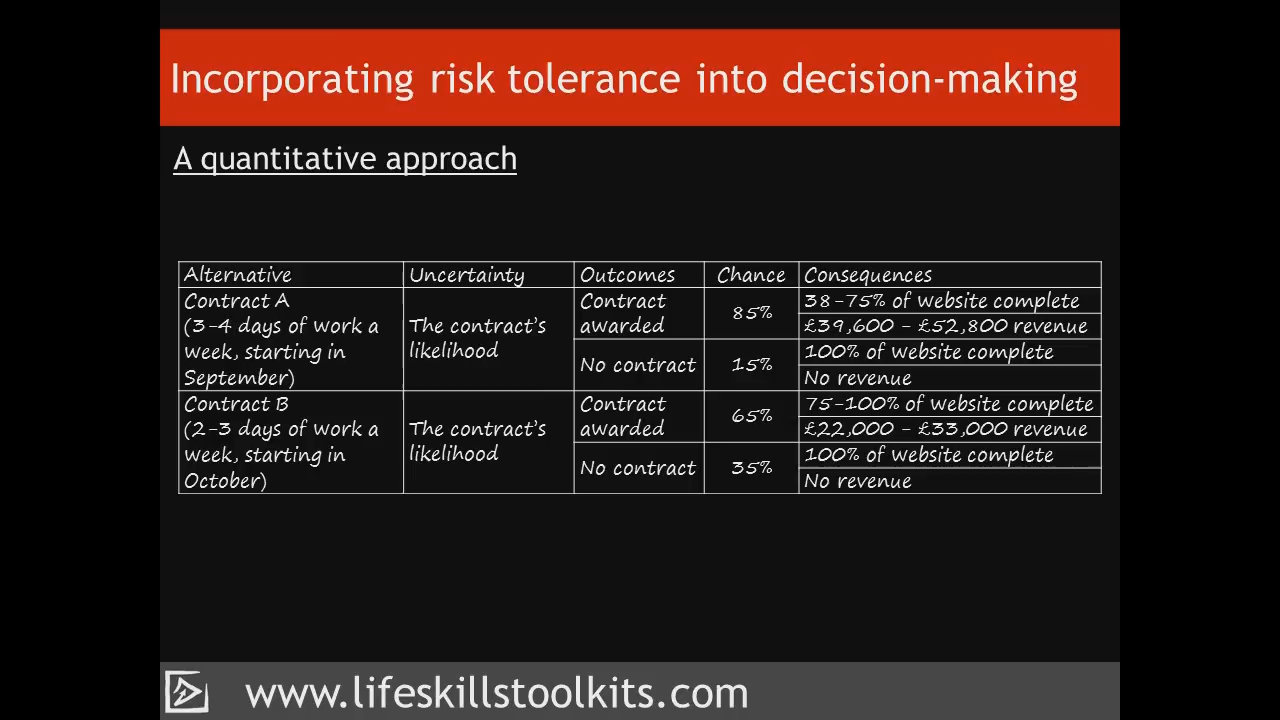 Incorporating risk tolerance into decision-making
A quantitative approach
Alternative Uncertainty Outcomes Chance Consequences
Contract A
(3-4 days of work a
week, starting in
September)
The contract's
likelihood
Contract
awarded
85%
38-75% of website complete
£39,600 - £52,800 revenue
No contract
15%
100% of website complete
No revenue
Contract B
(2-3 days of work a
week, starting in
October)
The contract's
likelihood
Contract
awarded
65%
75-100% of website complete
£22,000 - £33,000 revenue
No contract
35%
100% of website complete
No revenue
www.lifeskillstoolkits.com